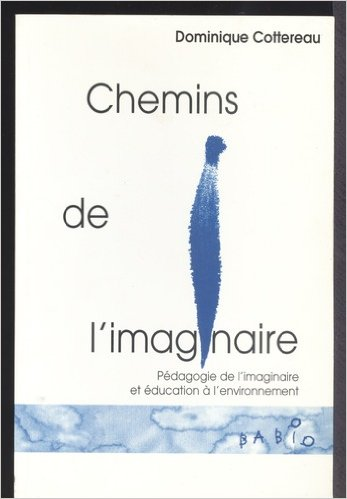 Dominique Cottereau
Chemins
de
l'imaginaire
Pédagogie de l'imaginaire
et éducation à l'environnement
BABIO